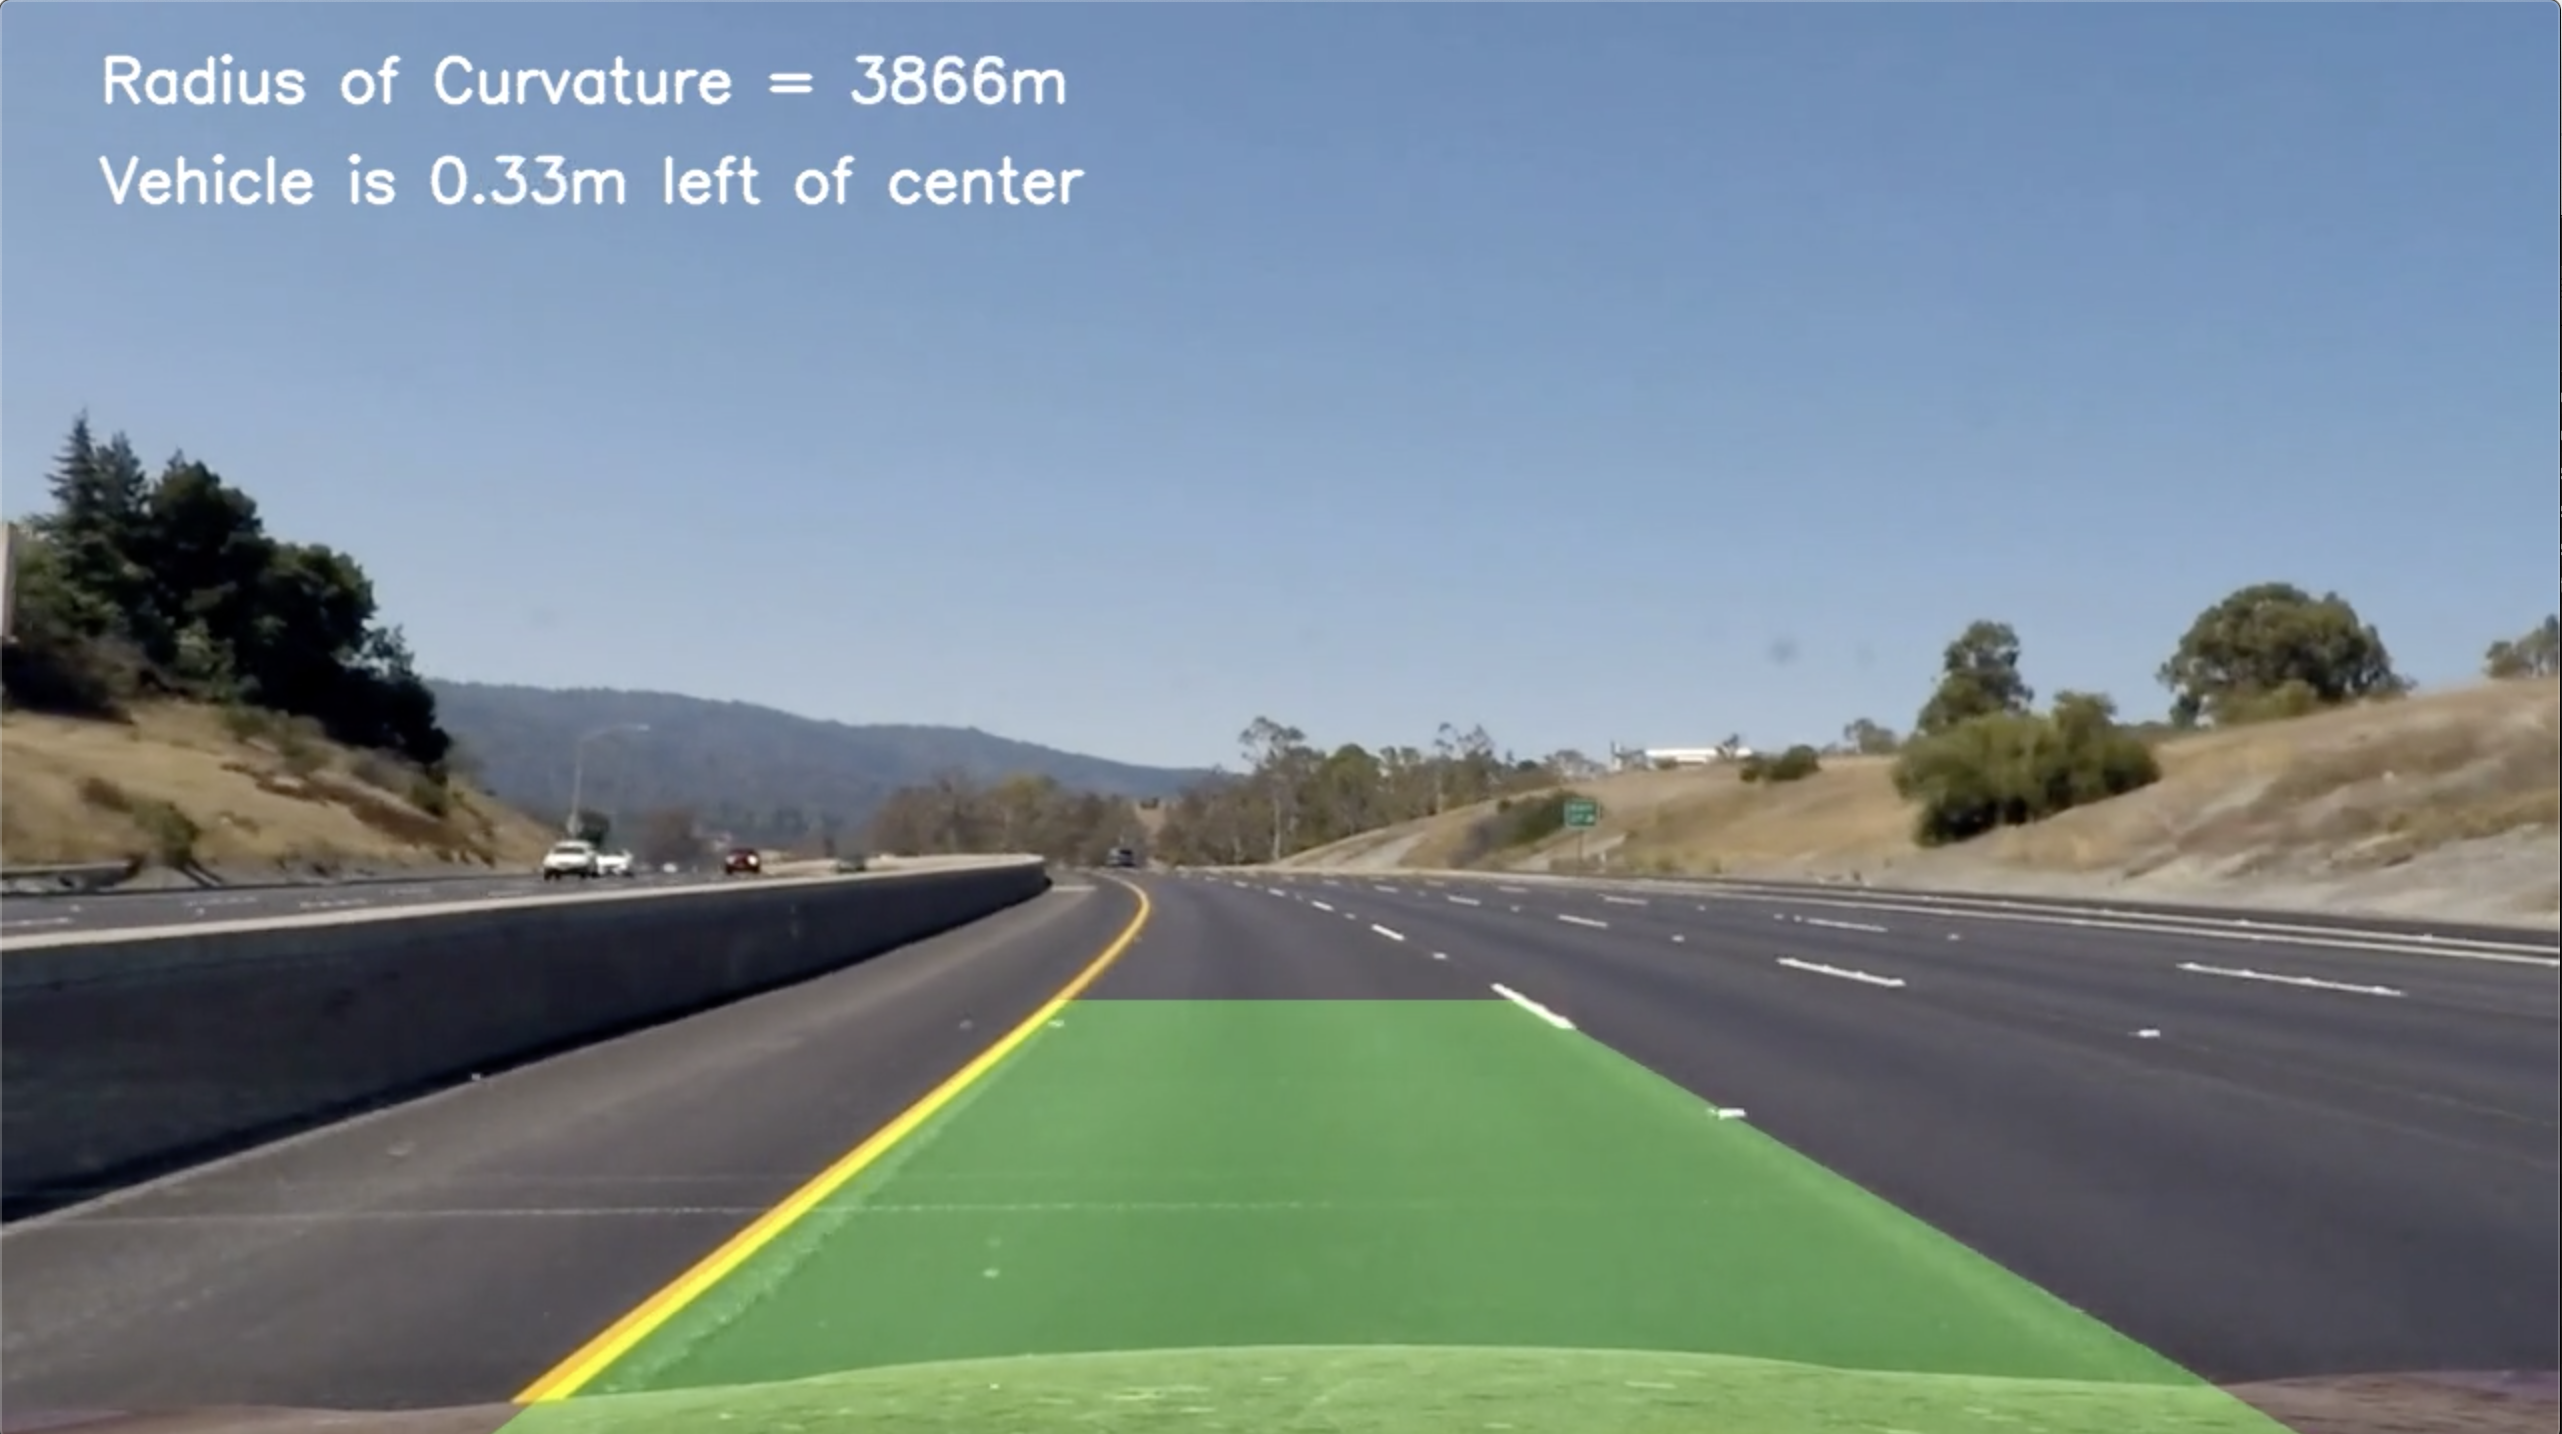 Radius of Curvature = 3866m
Vehicle is 0.33m left of center